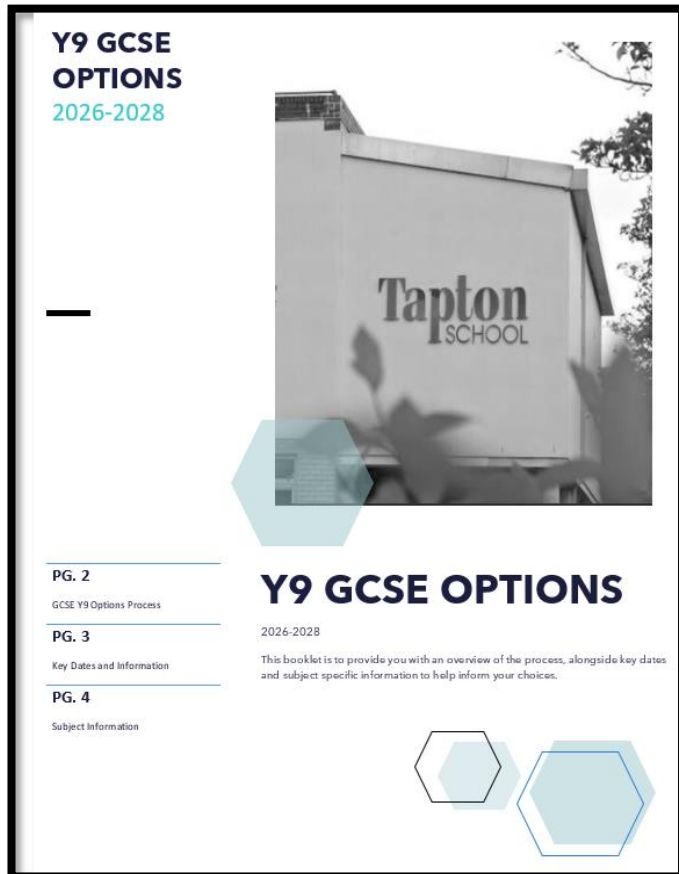 Y9 GCSE
OPTIONS
2026-2028
Tapton
SCHOOL
PG. 2
GCSE Y9 Options Process
PG. 3
Key Dates and Information
PG. 4
Subject Information
Y9 GCSE OPTIONS
2026-2028
This booklet is to provide you with an overview of the process, alongside key dates
and subject specific information to help inform your choices.